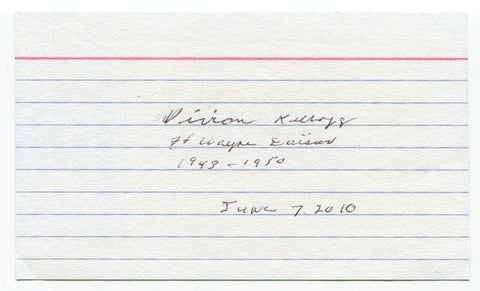 Vivian Kellogg
Ft Wayne Daisies
1943 - 1950
June 7. 2010